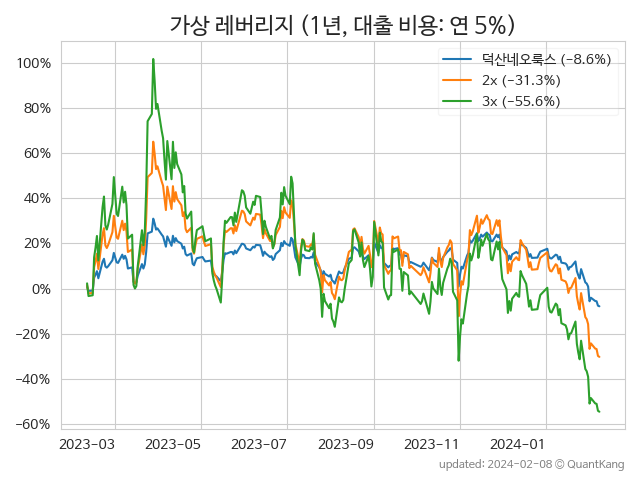 가상 레버리지 (1년, 대출 비용: 연 5%)
덕산네오룩스 (−8.6%)
2x (−31.3%)
3x (−55.6%)
100%
80%
60%
40%
20%
0%
−20%
−40%
−60%
2023-03 2023-05 2023-07 2023-09 2023-11 2024-01
updated: 2024-02-08 © QuantKang